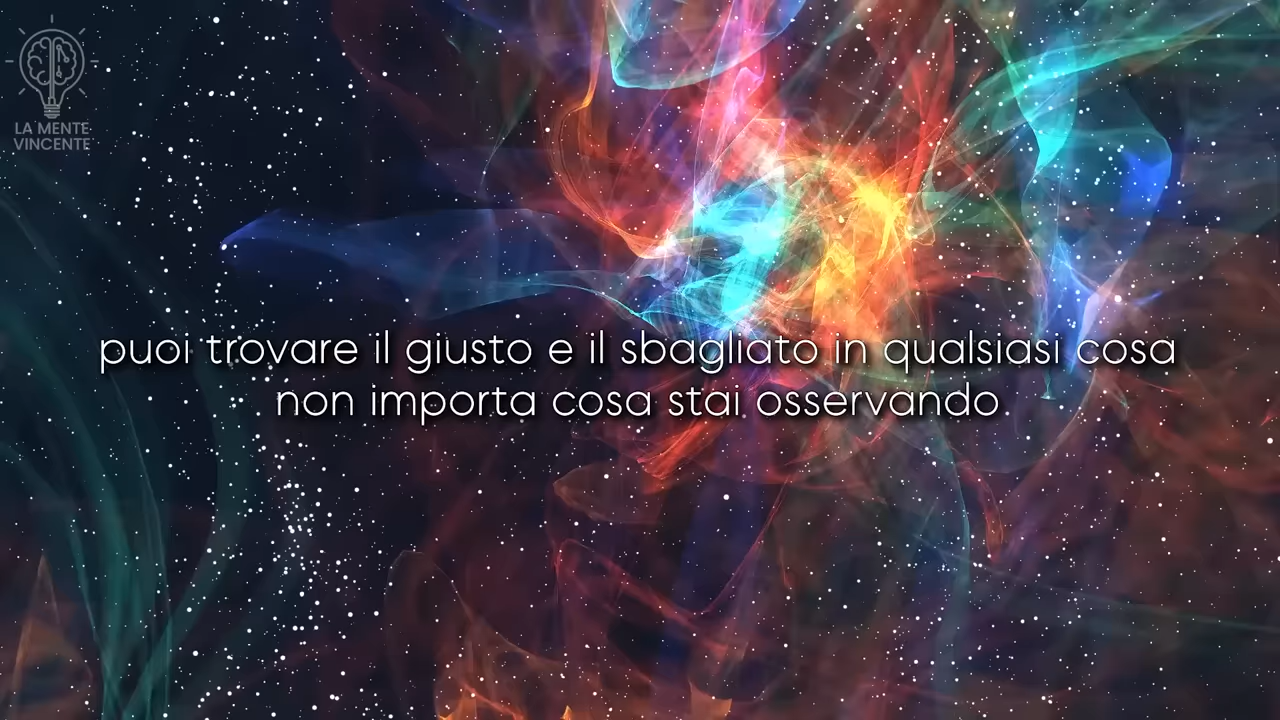 LA MENTE
VINCENTE
puoi trovare il giusto e il sbagliato in qualsiasi cosa
non importa cosa stai osservando.